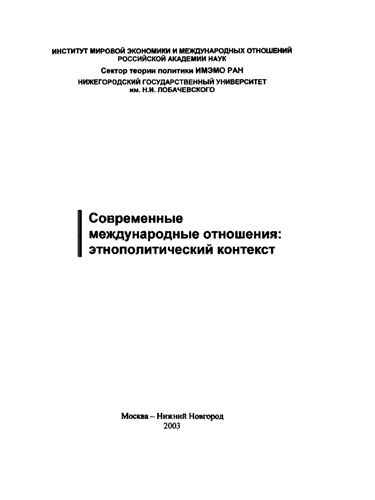 ИНСТИТУТ МИРОВОЙ ЭКОНОМИКИ И МЕЖДУНАРОДНЫХ ОТНОШЕНИЙ
РОССИЙСКОЙ АКАДЕМИИ НАУК
Сектор теории политики ИМЭМО РАН
НИЖЕГОРОДСКИЙ ГОСУДАРСТВЕННЫЙ УНИВЕРСИТЕТ
им. Н.И. ЛОБАЧЕВСКОГО
Современные
международные отношения:
этнополитический контекст
Москва – Нижний Новгород
2003